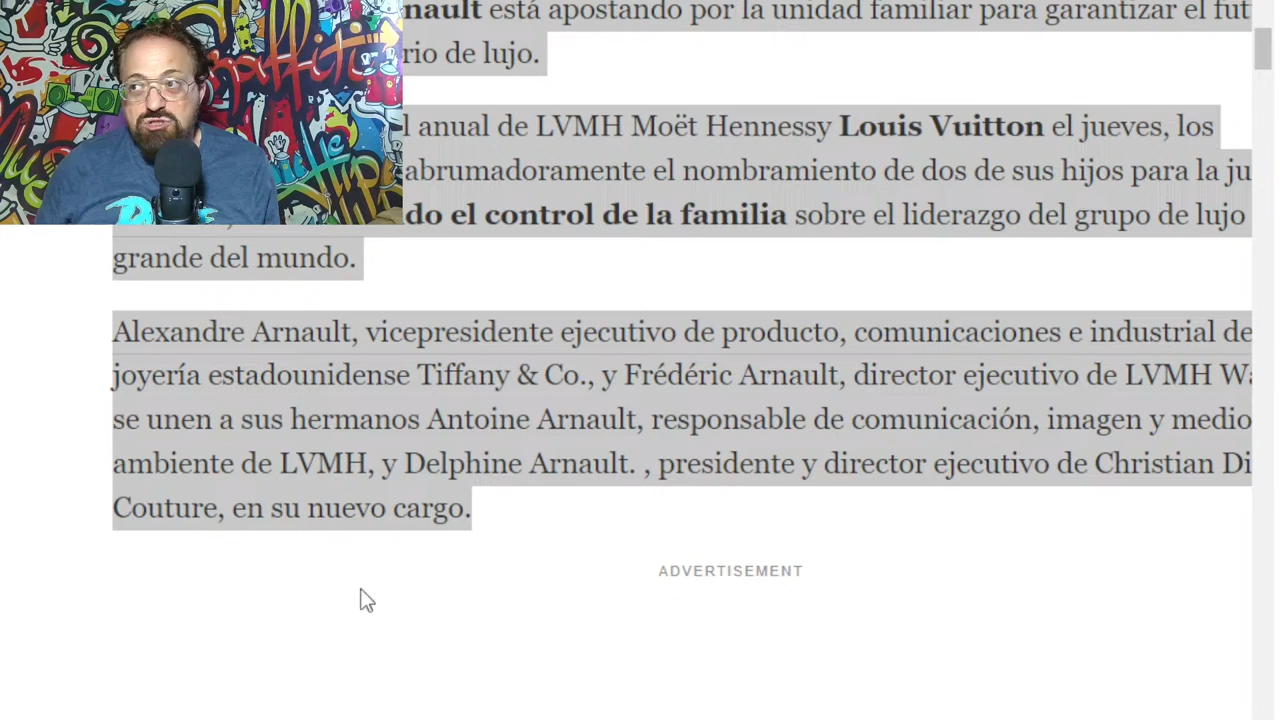 nault está apostando por la unidad familiar para garantizar el fut
rio de lujo.
l anual de LVMH Moët Hennessy Louis Vuitton el jueves, los
abrumadoramente el nombramiento de dos de sus hijos para la ju
do el control de la familia sobre el liderazgo del grupo de lujo
grande del mundo.
Alexandre Arnault, vicepresidente ejecutivo de producto, comunicaciones e industrial de
joyería estadounidense Tiffany & Co., y Frédéric Arnault, director ejecutivo de LVMH Wa
se unen a sus hermanos Antoine Arnault, responsable de comunicación, imagen y medio
ambiente de LVMH, y Delphine Arnault. , presidente y director ejecutivo de Christian Di
Couture, en su nuevo cargo.
ADVERTISEMENT